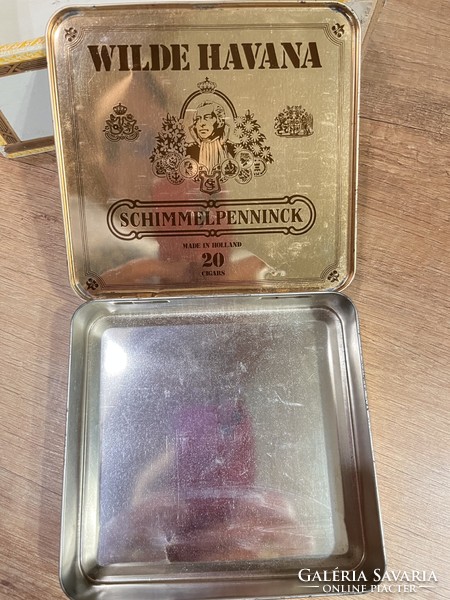 WILDE HAVANA
SCHIMMELPENNINCK
MADE IN HOLLAND
20
CIGARS
GALÉRIA SAVARIA
ONLINE PIACTÉR